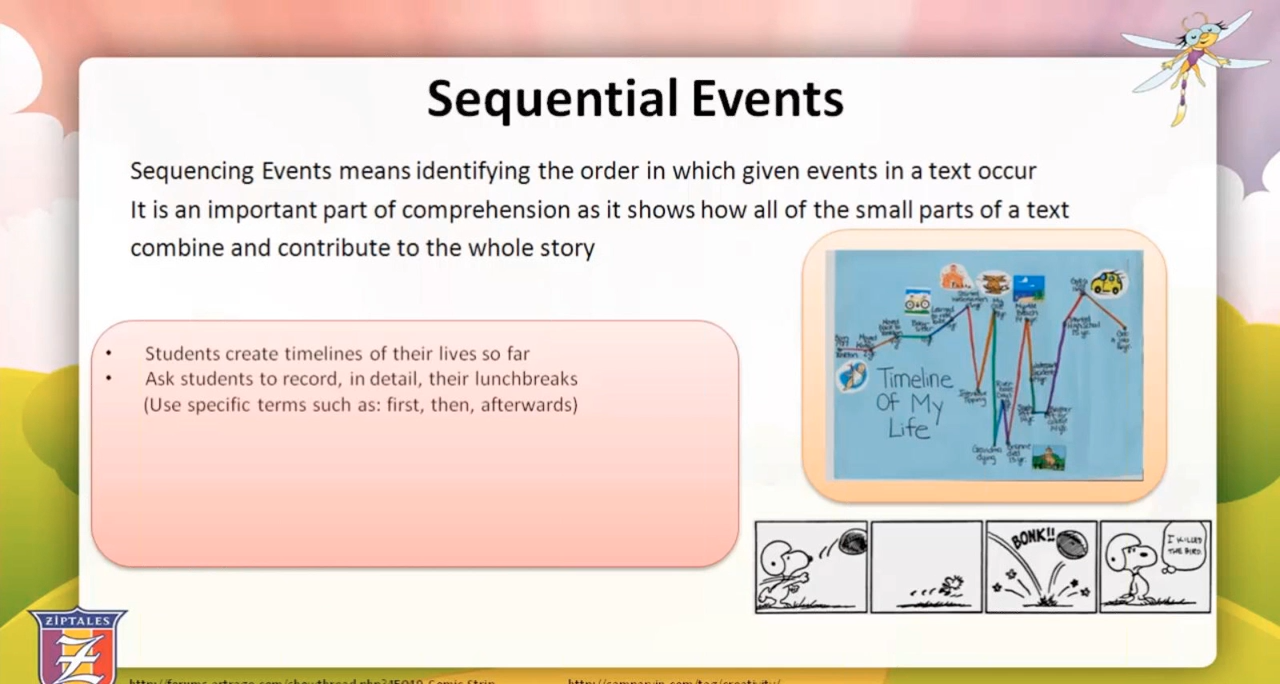 Sequential Events
Sequencing Events means identifying the order in which given events in a text occur
It is an important part of comprehension as it shows how all of the small parts of a text
combine and contribute to the whole story
• Students create timelines of their lives so far
• Ask students to record, in detail, their lunchbreaks
(Use specific terms such as: first, then, afterwards)
Timeline
Of My
Life
BONK!!
I KILLED
THE BIRD.
ZIPTALES
Z